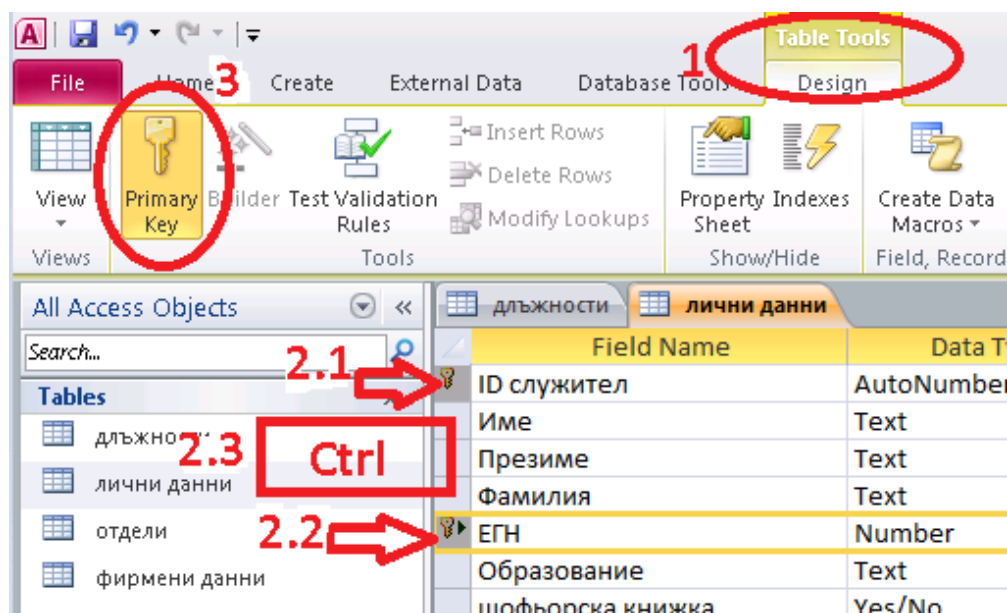 A
Table Tools
1
3
File Home Create External Data Database Tools Design
View
Primary Key
Builder
Test Validation Rules
Insert Rows
Delete Rows
Modify Lookups
Property Sheet
Indexes
Create Data Macros
Views
Tools
Show/Hide
Field, Record
All Access Objects
«
длъжности
лични данни
Search...
Field Name
Data T
2.1
Tables
ID служител
AutoNumber
длъжности
Име
Text
2.3
Ctrl
Презиме
Text
лични данни
Фамилия
Text
отдели
2.2
ЕГН
Number
фирмени данни
Образование
Text
шофьорска книжка
Yes/No